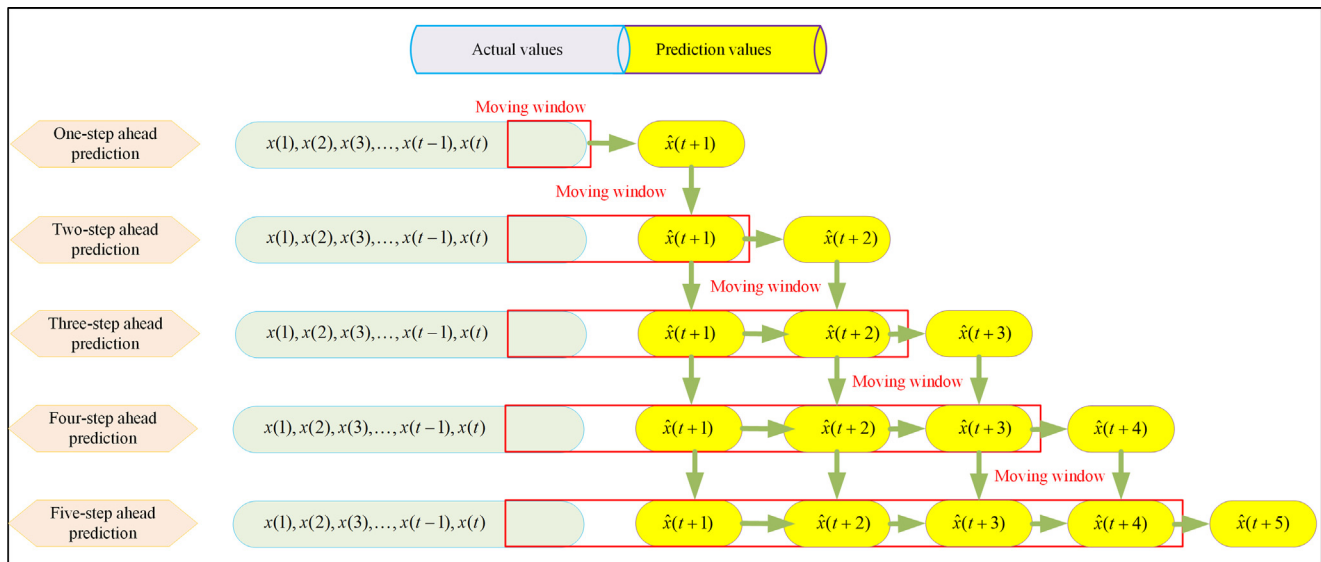 Actual values
Prediction values
Moving window
One-step ahead
prediction
x(1), x(2), x(3),…, x(t−1), x(t)
x̂(t+1)
Moving window
Two-step ahead
prediction
x(1), x(2), x(3),…, x(t−1), x(t)
x̂(t+1)
x̂(t+2)
Moving window
Three-step ahead
prediction
x(1), x(2), x(3),…, x(t−1), x(t)
x̂(t+1)
x̂(t+2)
x̂(t+3)
Moving window
Four-step ahead
prediction
x(1), x(2), x(3),…, x(t−1), x(t)
x̂(t+1)
x̂(t+2)
x̂(t+3)
x̂(t+4)
Moving window
Five-step ahead
prediction
x(1), x(2), x(3),…, x(t−1), x(t)
x̂(t+1)
x̂(t+2)
x̂(t+3)
x̂(t+4)
x̂(t+5)